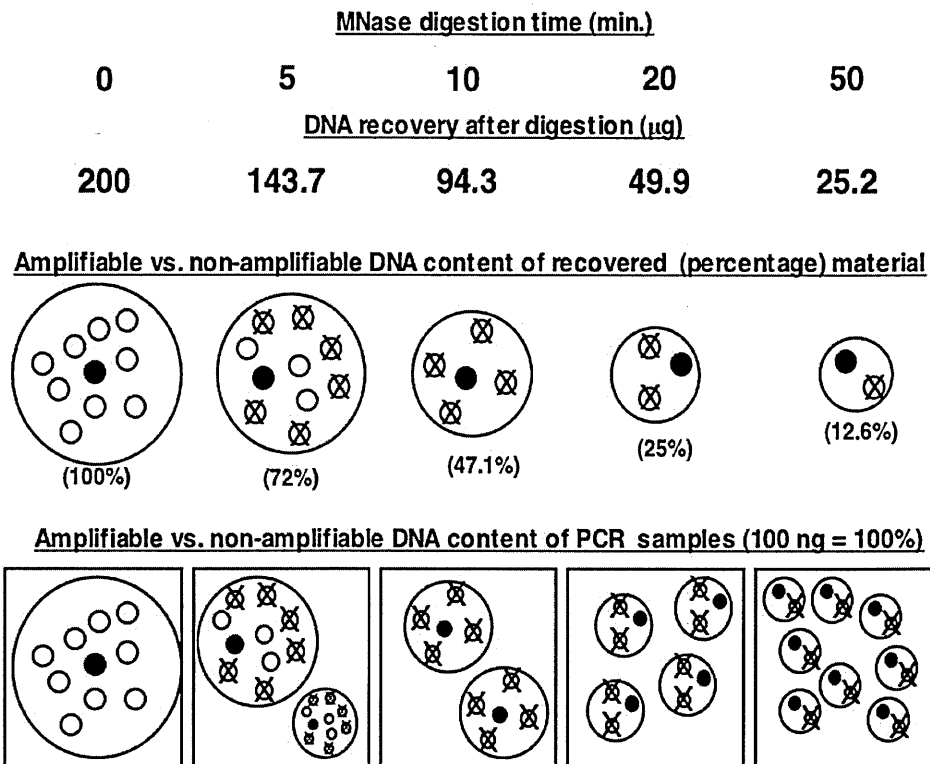 MNase digestion time (min.)
0 5 10 20 50
DNA recovery after digestion (µg)
200 143.7 94.3 49.9 25.2
Amplifiable vs. non-amplifiable DNA content of recovered (percentage) material
(100%) (72%) (47.1%) (25%) (12.6%)
Amplifiable vs. non-amplifiable DNA content of PCR samples (100 ng = 100%)